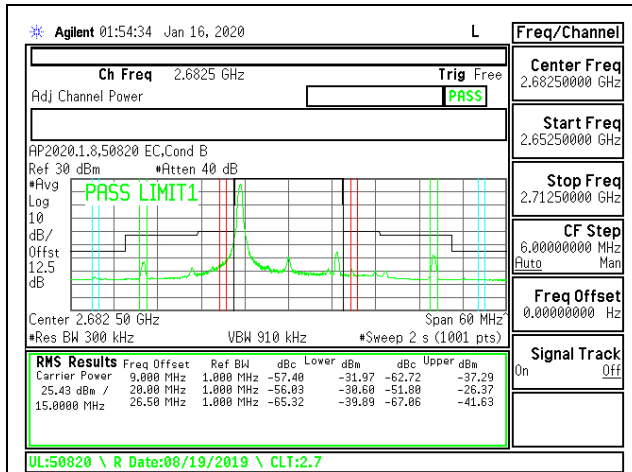 Agilent 01:54:34 Jan 16, 2020 L
Freq/Channel
Ch Freq 2.6825 GHz Trig Free
Adj Channel Power PASS
AP2020.1.8,50820 EC,Cond B
Ref 30 dBm #Atten 40 dB
#Avg
Log
10
dB/
Offst
12.5
dB
PASS LIMIT1
Center 2.682 50 GHz Span 60 MHz
#Res BW 300 kHz VBW 910 kHz #Sweep 2 s (1001 pts)
RMS Results Freq Offset Ref BW dBc Lower dBm dBc Upper dBm
Carrier Power 9.000 MHz 1.000 MHz -57.40 -31.97 -62.72 -37.29
25.43 dBm / 20.00 MHz 1.000 MHz -56.03 -30.60 -51.80 -26.37
15.0000 MHz 26.50 MHz 1.000 MHz -65.32 -39.89 -67.06 -41.63
UL:50820 \ R Date:08/19/2019 \ CLT:2.7
Center Freq
2.68250000 GHz
Start Freq
2.65250000 GHz
Stop Freq
2.71250000 GHz
CF Step
6.00000000 MHz
Auto Man
Freq Offset
0.00000000 Hz
Signal Track
On Off